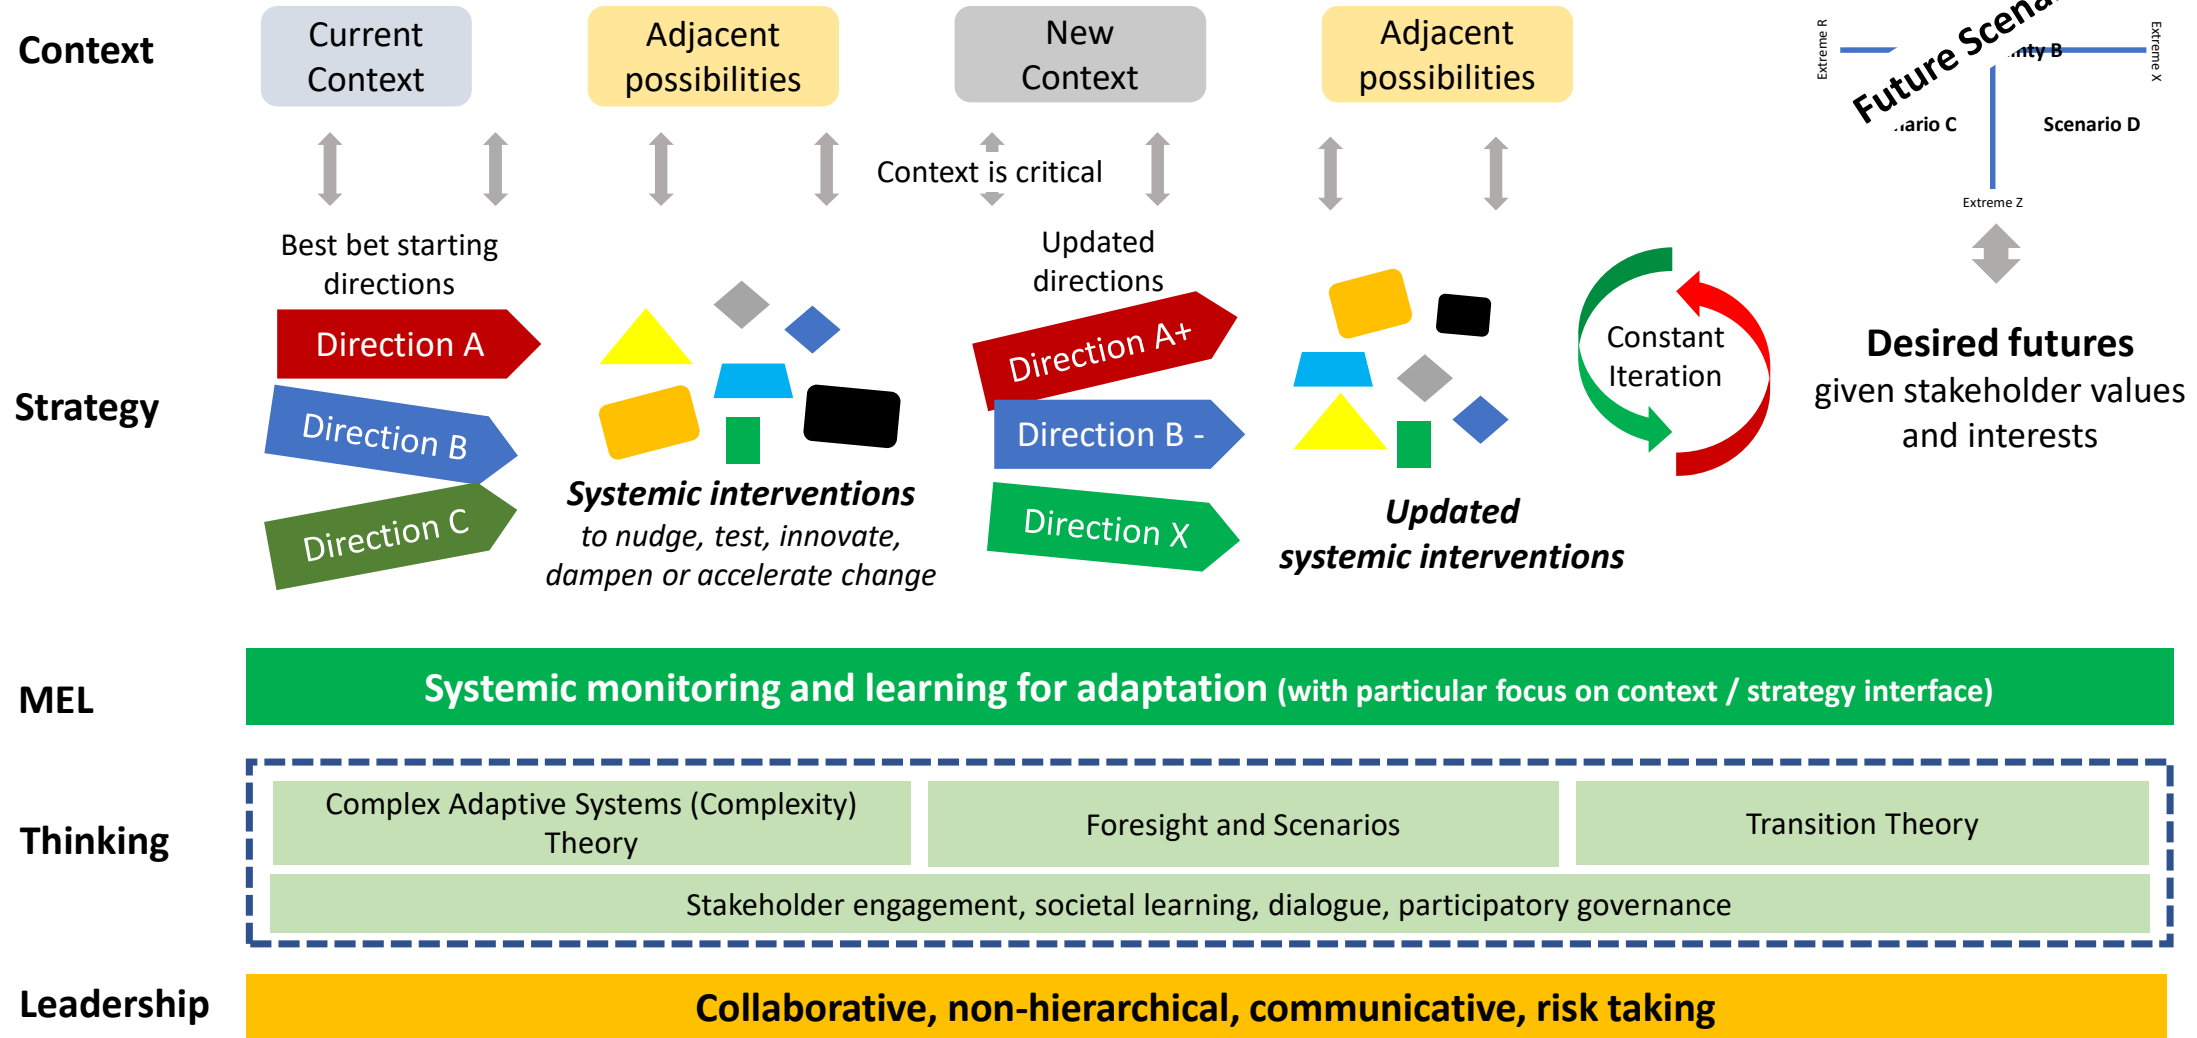 Context
Current
Context
Adjacent
possibilities
New
Context
Adjacent
possibilities
Extreme R
Future
B
Extreme X
Scenario D
Extreme Z
Context is critical
Strategy
Best bet starting
directions
Direction A
Direction B
Direction C
Systemic interventions
to nudge, test, innovate,
dampen or accelerate change
Updated
directions
Direction A+
Direction B -
Direction X
Updated
systemic interventions
Constant
Iteration
Desired futures
given stakeholder values
and interests
MEL
Systemic monitoring and learning for adaptation (with particular focus on context / strategy interface)
Thinking
Complex Adaptive Systems (Complexity)
Theory
Foresight and Scenarios
Transition Theory
Stakeholder engagement, societal learning, dialogue, participatory governance
Leadership
Collaborative, non-hierarchical, communicative, risk taking